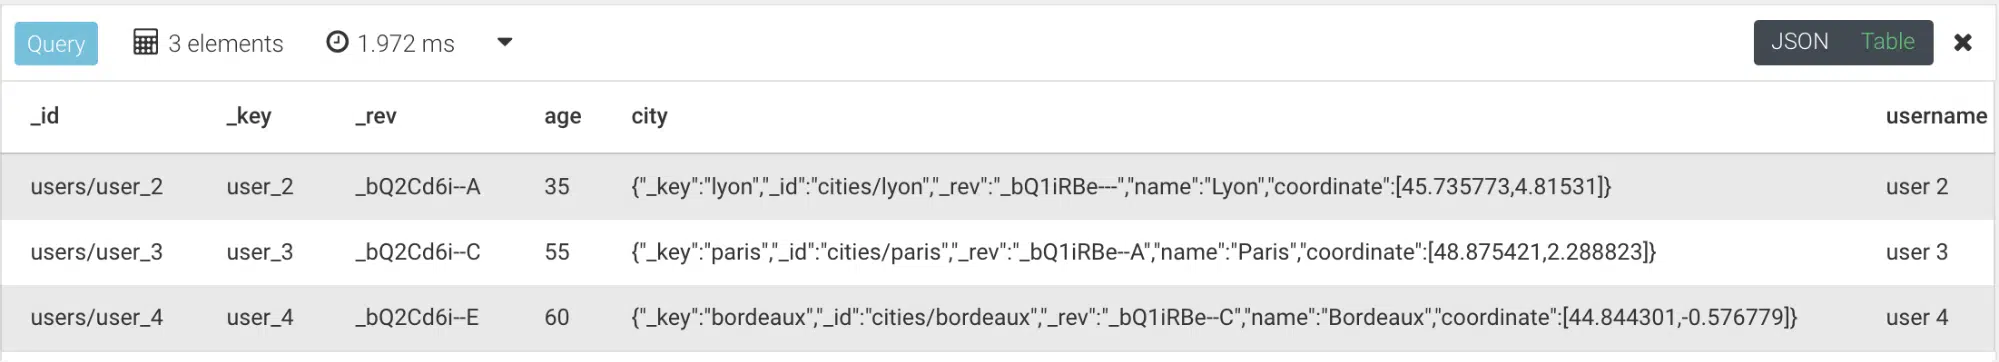 Query 3 elements 1.972 ms JSON Table
_id _key _rev age city username
users/user_2 user_2 _bQ2Cd6i--A 35 {"_key":"lyon","_id":"cities/lyon","_rev":"_bQ1iRBe---","name":"Lyon","coordinate":[45.735773,4.81531]} user 2
users/user_3 user_3 _bQ2Cd6i--C 55 {"_key":"paris","_id":"cities/paris","_rev":"_bQ1iRBe--A","name":"Paris","coordinate":[48.875421,2.288823]} user 3
users/user_4 user_4 _bQ2Cd6i--E 60 {"_key":"bordeaux","_id":"cities/bordeaux","_rev":"_bQ1iRBe--C","name":"Bordeaux","coordinate":[44.844301,-0.576779]} user 4